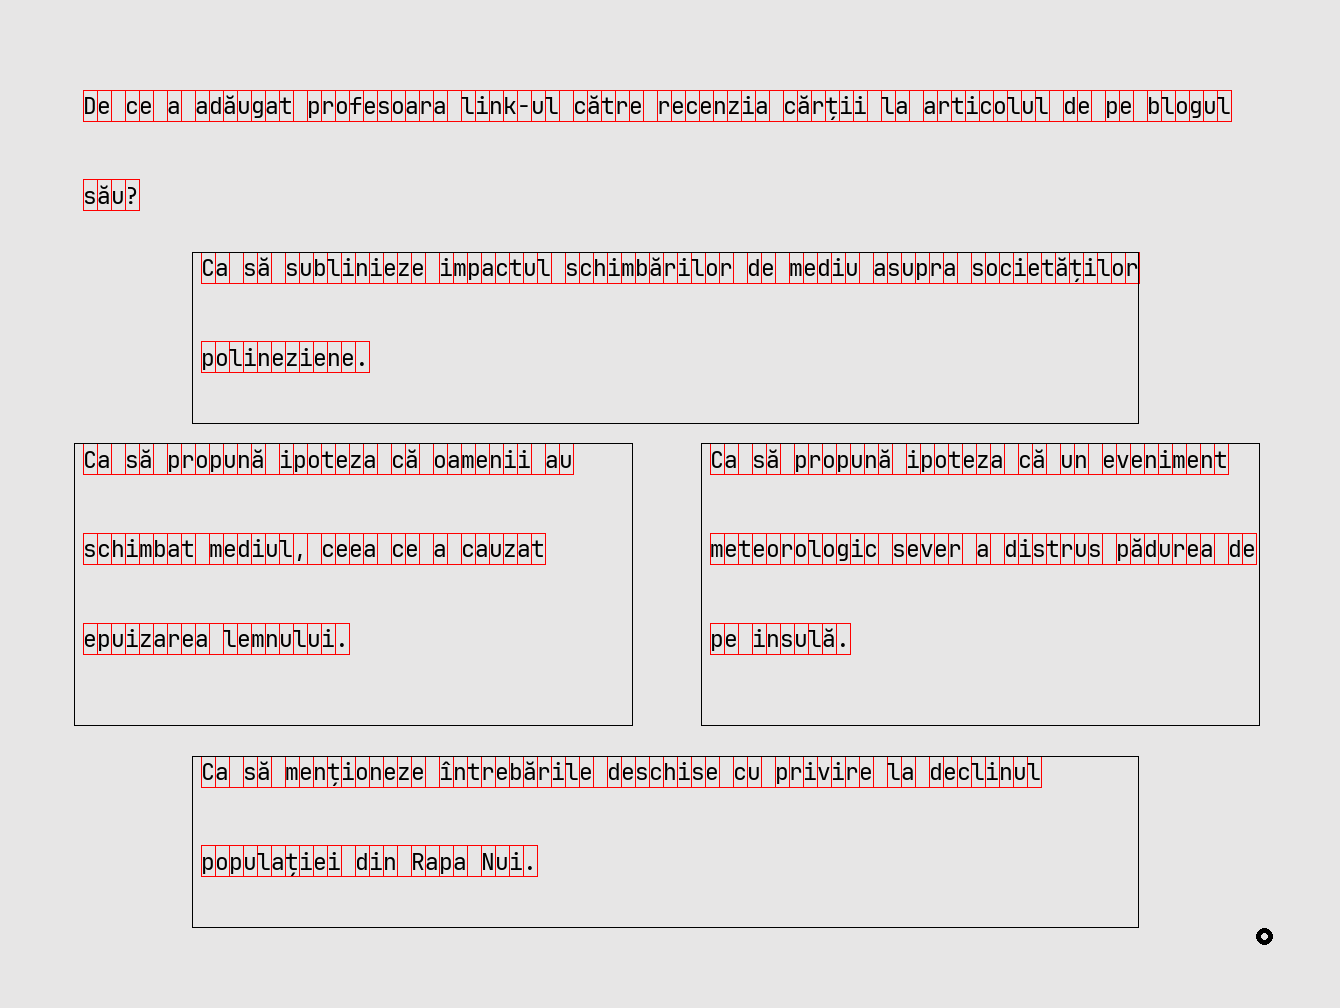 De ce a adăugat profesoara link-ul către recenzia cărții la articolul de pe blogul
său?
Ca să sublinieze impactul schimbărilor de mediu asupra societăților
polineziene.
Ca să propună ipoteza că oamenii au
schimbat mediul, ceea ce a cauzat
epuizarea lemnului.
Ca să propună ipoteza că un eveniment
meteorologic sever a distrus pădurea de
pe insulă.
Ca să menționeze întrebările deschise cu privire la declinul
populației din Rapa Nui.